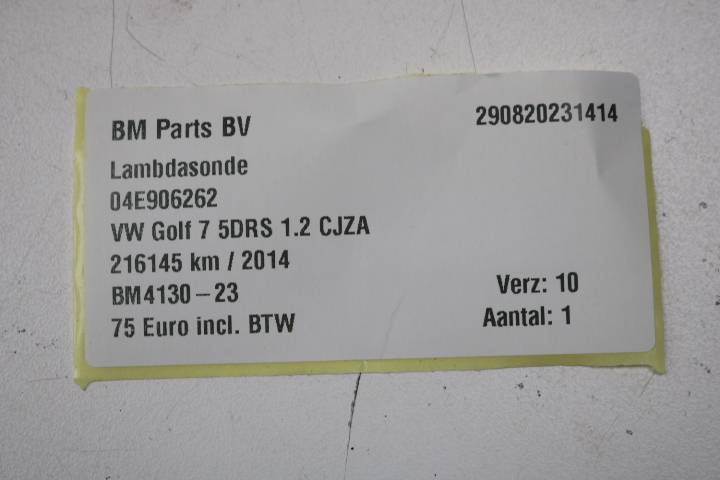 BM Parts BV 290820231414
Lambdasonde
04E906262
VW Golf 7 5DRS 1.2 CJZA
216145 km / 2014
BM4130-23 Verz: 10
75 Euro incl. BTW Aantal: 1